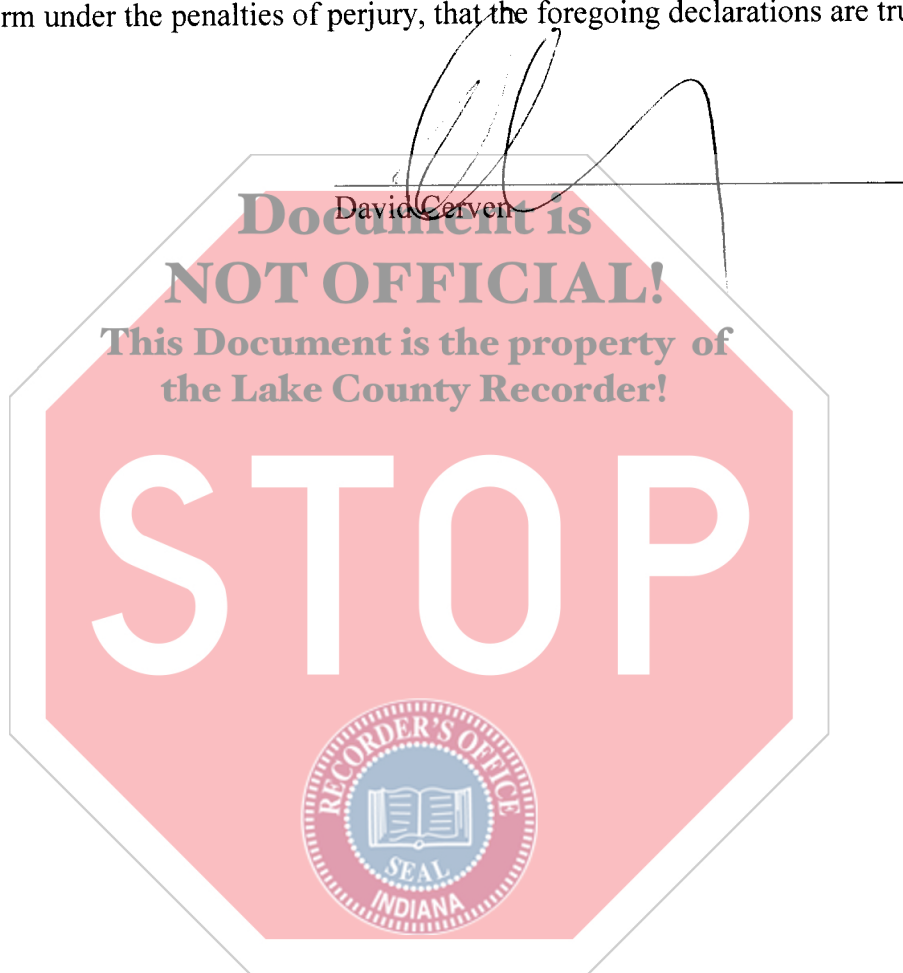 rm under the penalties of perjury, that the foregoing declarations are tru
David Cerven
Document is
NOT OFFICIAL!
This Document is the property of
the Lake County Recorder!
STOP
RECORDER'S OFFICE
SEAL
INDIANA